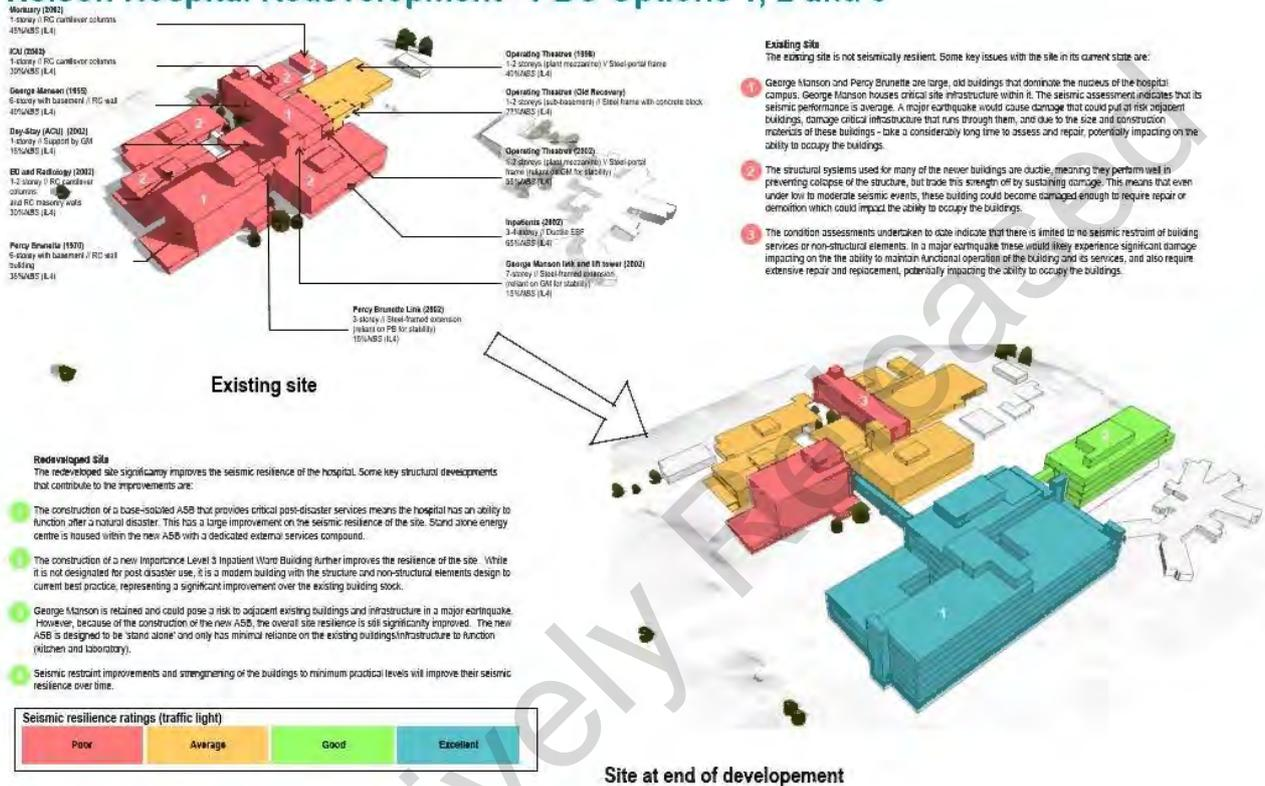 Mortuary (2002)
1-storey // RC cantilever columns
45%NBS (IL4)
ICU (2002)
1-storey // RC cantilever columns
30%NBS (IL4)
George Manson (1955)
6-storey with basement // RC wall
40%NBS (IL4)
Day-Stay (ACU) (2002)
1-storey // Support by GM
15%NBS (IL4)
ED and Radiology (2002)
1-2 storey // RC cantilever
columns
and RC masonry walls
30%NBS (IL4)
Percy Brunette (1970)
6-storey with basement // RC wall
building
35%NBS (IL4)
Operating Theatres (1996)
1-2 storeys (plant mezzanine) // Steel-portal frame
40%NBS (IL4)
Operating Theatres (Old Recovery)
1-2 storeys (sub-basement) // Steel frame with concrete block
(IL4)
Operating Theatres (2002)
1-2 storeys (plant mezzanine) // Steel-portal
frame (reliant on GM for stability)
(IL4)
Inpatients (2002)
3-4-storey // Ductile EBF
65%NBS (IL4)
George Manson link and lift tower (2002)
7-storey // Steel-framed extension
(reliant on GM for stability)
15%NBS (IL4)
Percy Brunette Link (2002)
3-storey // Steel-framed extension
(reliant on PB for stability)
15%NBS (IL4)
Existing site
Existing Site
The existing site is not seismically resilient. Some key issues with the site in its current state are:
1 George Manson and Percy Brunette are large, old buildings that dominate the nucleus of the hospital
campus. George Manson houses critical site infrastructure within it. The seismic assessment indicates that its
seismic performance is average. A major earthquake would cause damage that could put at risk adjacent
buildings, damage critical infrastructure that runs through them, and due to the size and construction
materials of these buildings - take a considerably long time to assess and repair, potentially impacting on the
ability to occupy the buildings.
2 The structural systems used for many of the newer buildings are ductile, meaning they perform well in
preventing collapse of the structure, but trade this strength off by sustaining damage. This means that even
under low to moderate seismic events, these building could become damaged enough to require repair or
demolition which could impact the ability to occupy the buildings.
3 The condition assessments undertaken to date indicate that there is limited to no seismic restraint of building
services or non-structural elements. In a major earthquake these would likely experience significant damage
impacting on the the ability to maintain functional operation of the building and its services, and also require
extensive repair and replacement, potentially impacting the ability to occupy the buildings.
Redeveloped Site
The redeveloped site significantly improves the seismic resilience of the hospital. Some key structural developments
that contribute to the improvements are:
The construction of a base-isolated ASB that provides critical post-disaster services means the hospital has an ability to
function after a natural disaster. This has a large improvement on the seismic resilience of the site. Stand alone energy
centre is housed within the new ASB with a dedicated external services compound.
The construction of a new Importance Level 3 Inpatient Ward Building further improves the resilience of the site. While
it is not designated for post disaster use, it is a modern building with the structure and non-structural elements design to
current best practice, representing a significant improvement over the existing building stock.
George Manson is retained and could pose a risk to adjacent existing buildings and infrastructure in a major earthquake.
However, because of the construction of the new ASB, the overall site resilience is still significantly improved. The new
ASB is designed to be 'stand alone' and only has minimal reliance on the existing buildings/infrastructure to function
(kitchen and laboratory).
Seismic restraint improvements and strengthening of the buildings to minimum practical levels will improve their seismic
resilience over time.
Seismic resilience ratings (traffic light)
Poor Average Good Excellent
Site at end of developement